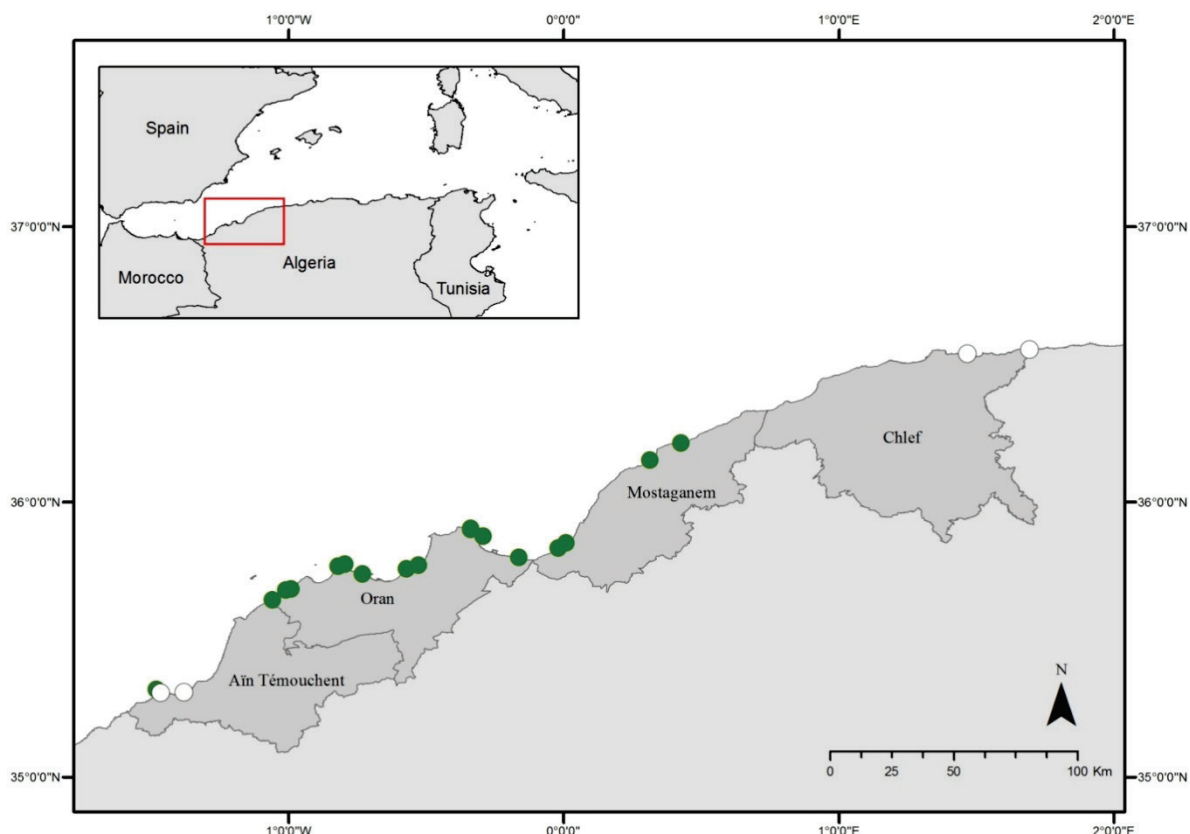 1°0'0"W 0°0'0" 1°0'0"E 2°0'0"E
Spain
Morocco
Algeria
Tunisia
37°0'0"N 37°0'0"N
Chlef
Mostaganem
36°0'0"N 36°0'0"N
Oran
Aïn Témouchent
N
0 25 50 75 100 Km
35°0'0"N 35°0'0"N
1°0'0"W 0°0'0" 1°0'0"E 2°0'0"E